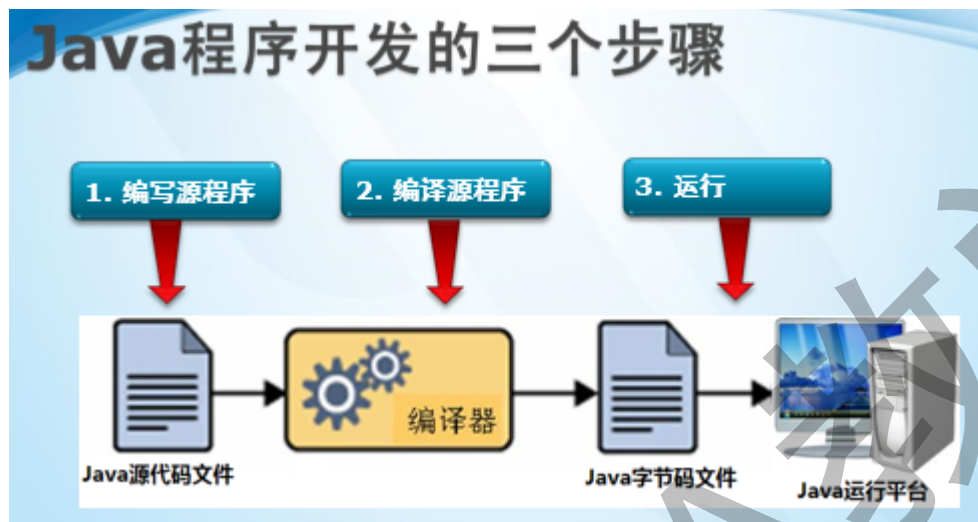 Java程序开发的三个步骤
1. 编写源程序
2. 编译源程序
3. 运行
编译器
Java源代码文件
Java字节码文件
Java运行平台